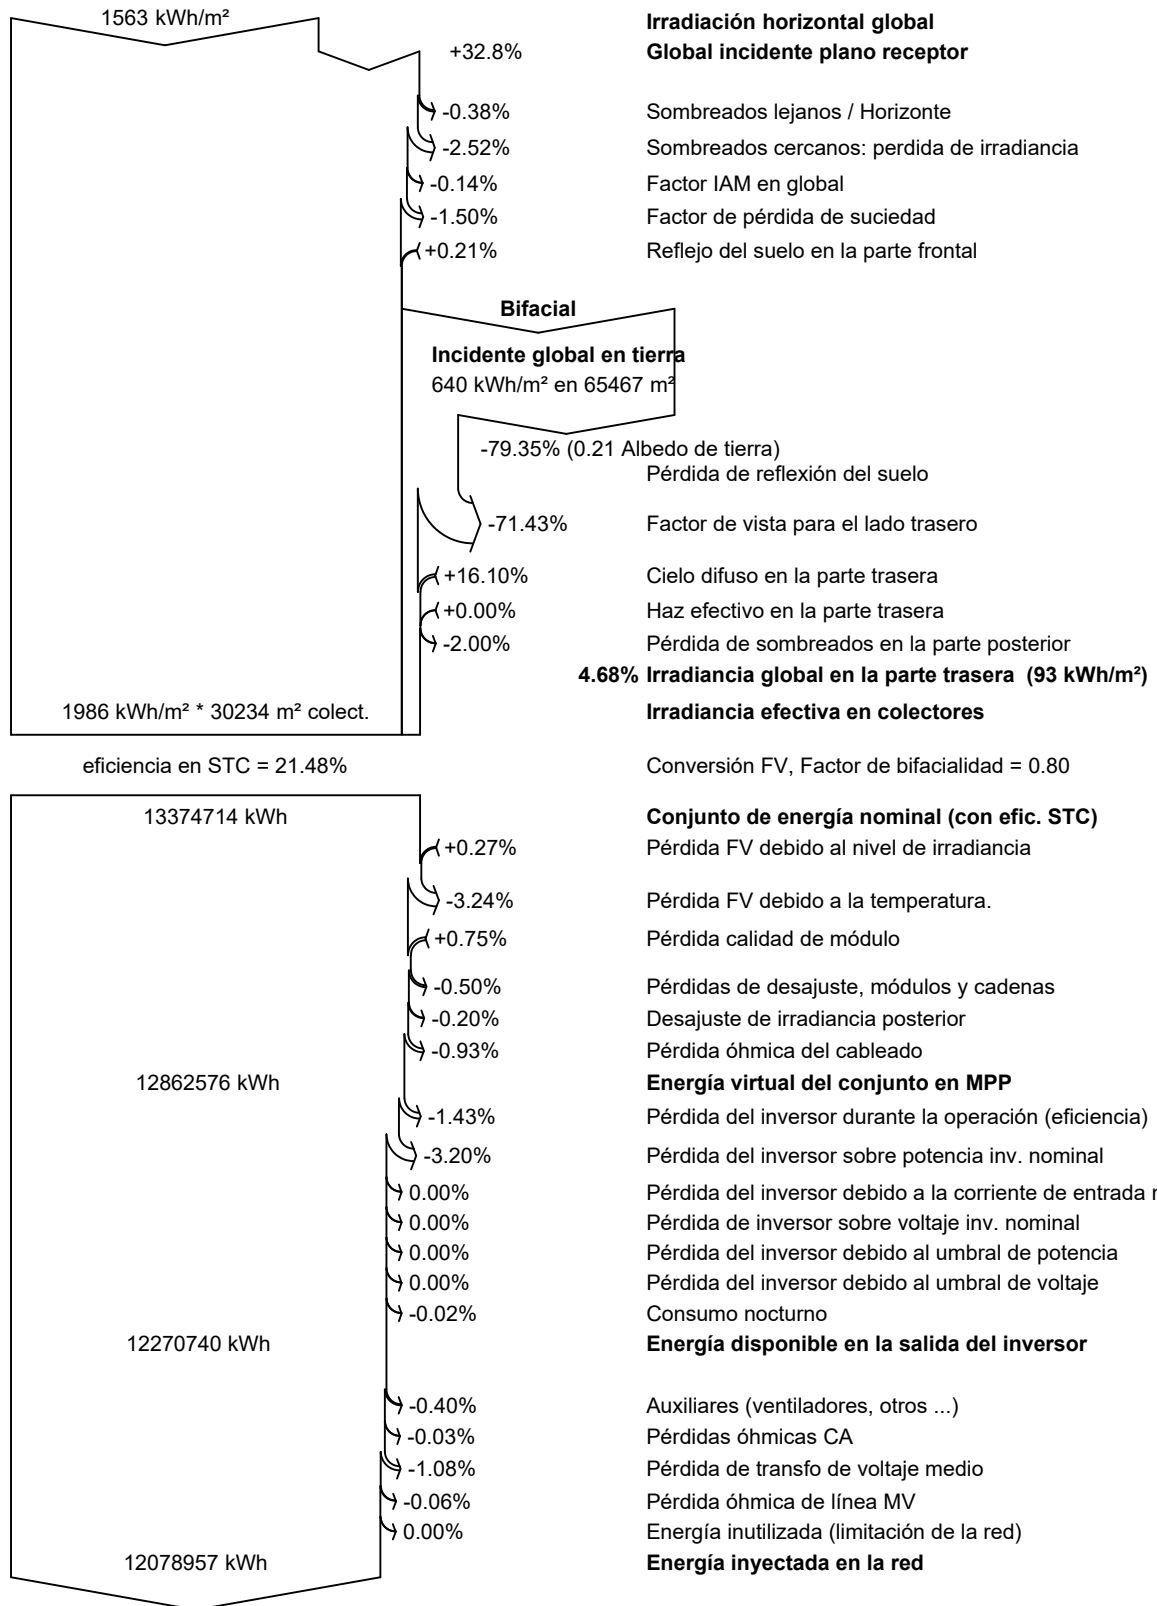 1563 kWh/m² Irradiación horizontal global
+32.8% Global incidente plano receptor
-0.38% Sombreados lejanos / Horizonte
-2.52% Sombreados cercanos: perdida de irradiancia
-0.14% Factor IAM en global
-1.50% Factor de pérdida de suciedad
+0.21% Reflejo del suelo en la parte frontal
Bifacial
Incidente global en tierra
640 kWh/m² en 65467 m²
-79.35% (0.21 Albedo de tierra)
Pérdida de reflexión del suelo
-71.43% Factor de vista para el lado trasero
+16.10% Cielo difuso en la parte trasera
+0.00% Haz efectivo en la parte trasera
-2.00% Pérdida de sombreados en la parte posterior
4.68% Irradiancia global en la parte trasera (93 kWh/m²)
1986 kWh/m² * 30234 m² colect. Irradiancia efectiva en colectores
eficiencia en STC = 21.48% Conversión FV, Factor de bifacialidad = 0.80
13374714 kWh Conjunto de energía nominal (con efic. STC)
+0.27% Pérdida FV debido al nivel de irradiancia
-3.24% Pérdida FV debido a la temperatura.
+0.75% Pérdida calidad de módulo
-0.50% Pérdidas de desajuste, módulos y cadenas
-0.20% Desajuste de irradiancia posterior
-0.93% Pérdida óhmica del cableado
12862576 kWh Energía virtual del conjunto en MPP
-1.43% Pérdida del inversor durante la operación (eficiencia)
-3.20% Pérdida del inversor sobre potencia inv. nominal
0.00% Pérdida del inversor debido a la corriente de entrada
0.00% Pérdida de inversor sobre voltaje inv. nominal
0.00% Pérdida del inversor debido al umbral de potencia
0.00% Pérdida del inversor debido al umbral de voltaje
-0.02% Consumo nocturno
12270740 kWh Energía disponible en la salida del inversor
-0.40% Auxiliares (ventiladores, otros ...)
-0.03% Pérdidas óhmicas CA
-1.08% Pérdida de transfo de voltaje medio
-0.06% Pérdida óhmica de línea MV
0.00% Energía inutilizada (limitación de la red)
12078957 kWh Energía inyectada en la red